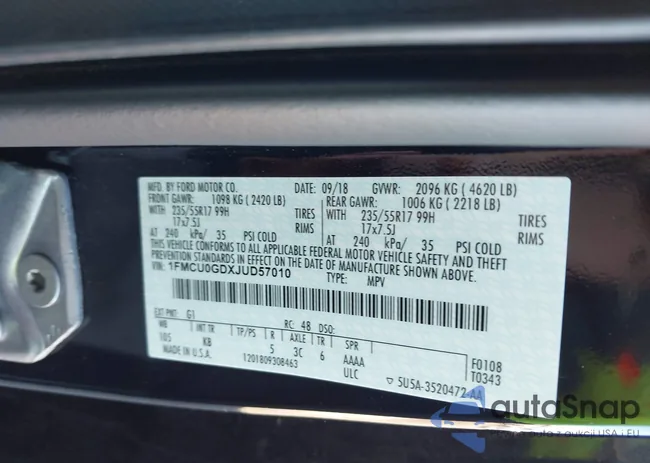 MFD. BY FORD MOTOR CO. DATE: 09/18 GVWR: 2096 KG ( 4620 LB)
FRONT GAWR: 1098 KG ( 2420 LB) REAR GAWR: 1006 KG ( 2218 LB)
WITH 235/55R17 99H TIRES WITH 235/55R17 99H TIRES
17x7.5J RIMS 17x7.5J RIMS
AT 240 kPa/ 35 PSI COLD AT 240 kPa/ 35 PSI COLD
THIS VEHICLE CONFORMS TO ALL APPLICABLE FEDERAL MOTOR VEHICLE SAFETY AND THEFT
PREVENTION STANDARDS IN EFFECT ON THE DATE OF MANUFACTURE SHOWN ABOVE.
VIN: 1FMCU0GDXJUD57010 TYPE: MPV
EXT PNT: G1 RC: 48 DSO:
WB INT TR TP/PS R AXLE TR SPR
105 KB 5 3C 6 AAAA F0108
MADE IN U.S.A. 1201809308463 ULC T0343
▽ 5U5A-3520472-AA
autoSnap